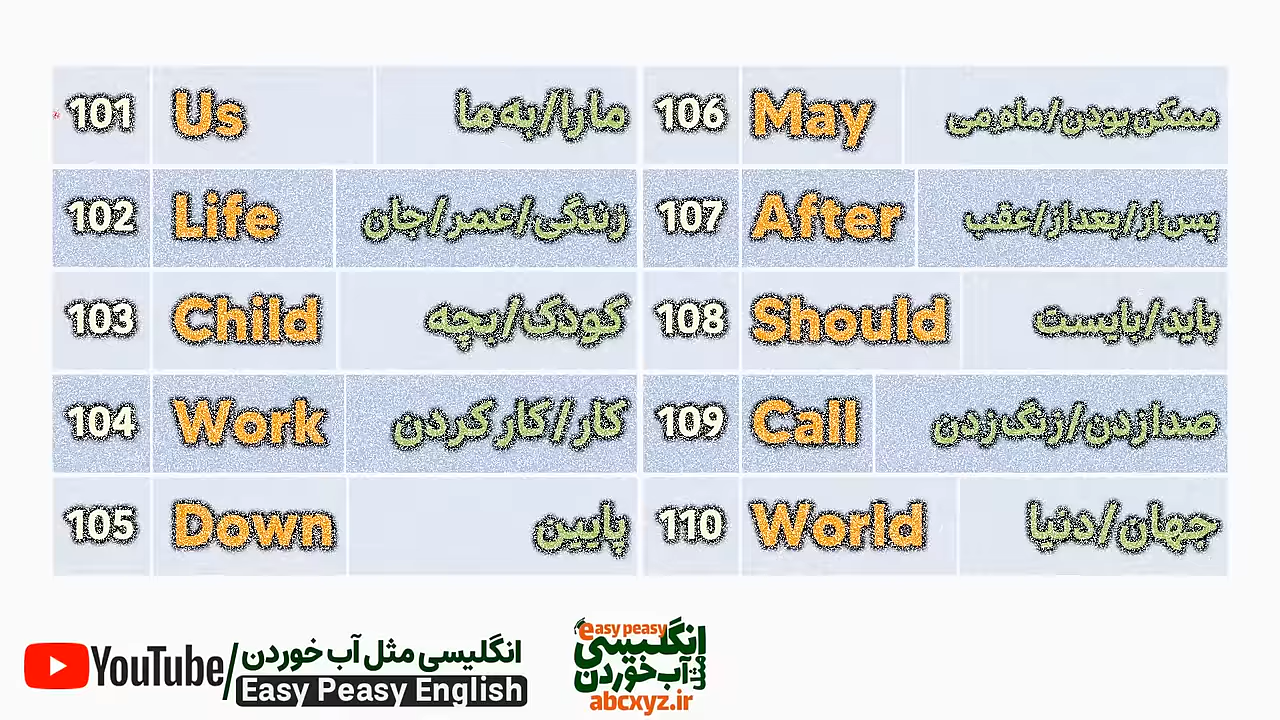 101 Us ما را/به ما
102 Life زندگی/عمر/جان
103 Child کودک/بچه
104 Work کار/کار کردن
105 Down پایین
106 May ممکن بودن/ماه می
107 After پس از/بعد از/عقب
108 Should باید/بایست
109 Call صدا زدن/زنگ زدن
110 World جهان/دنیا
YouTube/انگلیسی مثل آب خوردن
Easy Peasy English
easy peasy
انگلیسی
مثل آب خوردن
abcxyz.ir